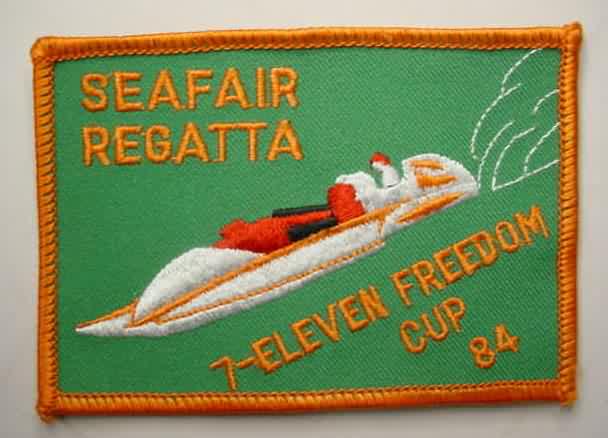 SEAFAIR
REGATTA
7-ELEVEN FREEDOM
CUP
84